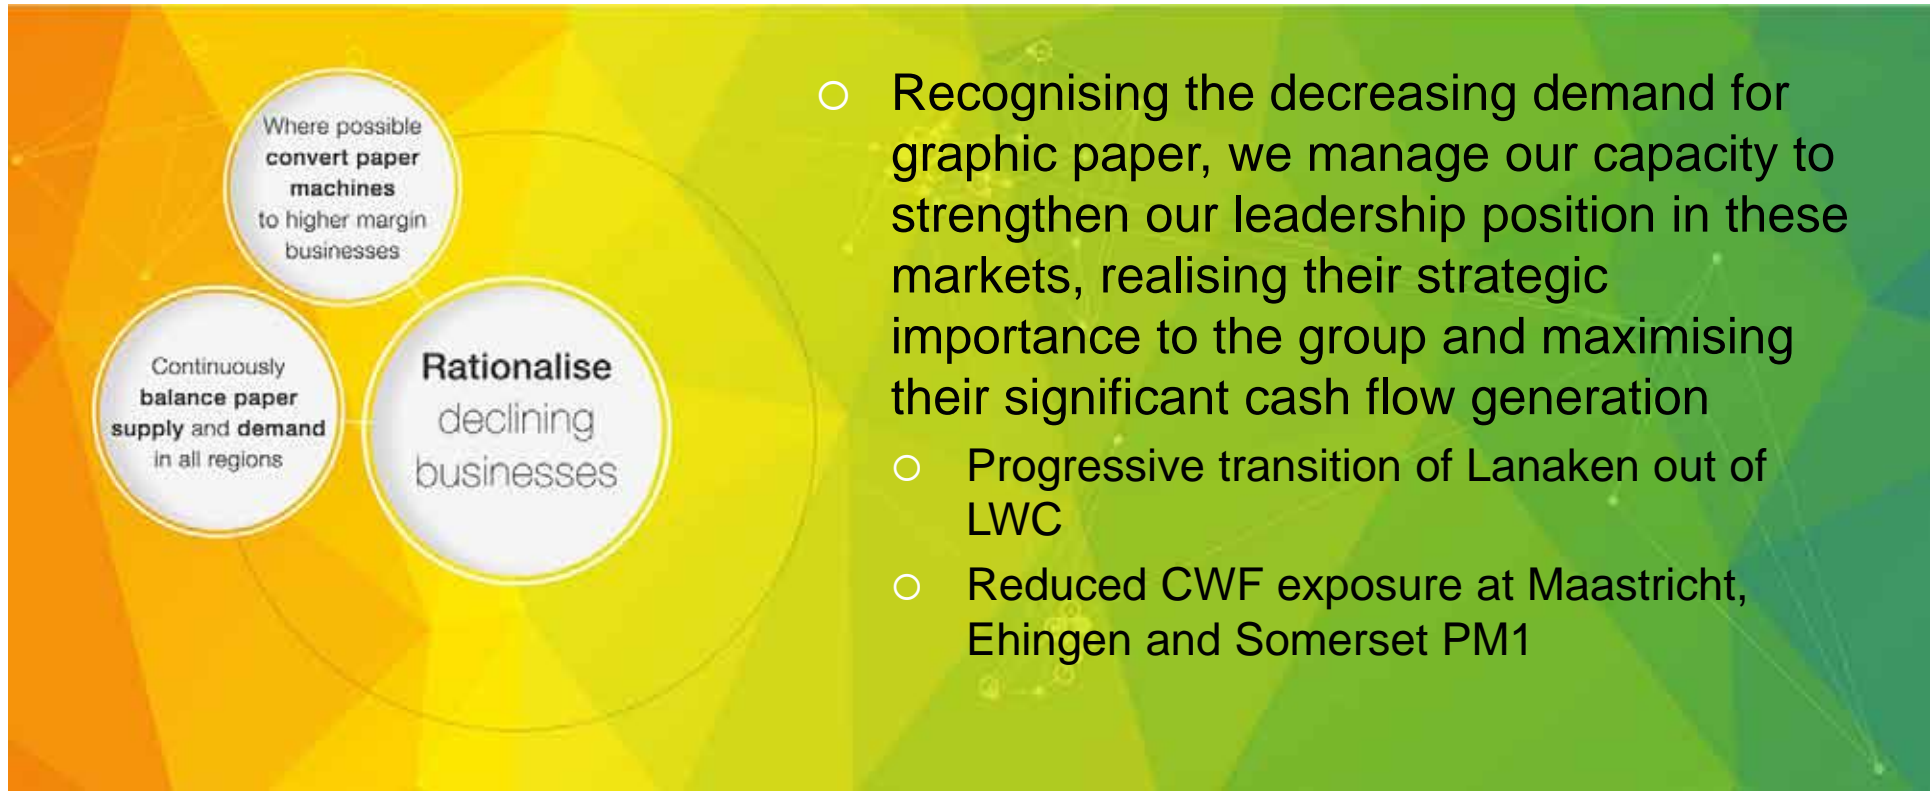 Where possible
convert paper
machines
to higher margin
businesses
Continuously
balance paper
supply and demand
in all regions
Rationalise
declining
businesses
Recognising the decreasing demand for
graphic paper, we manage our capacity to
strengthen our leadership position in these
markets, realising their strategic
importance to the group and maximising
their significant cash flow generation
Progressive transition of Lanaken out of
LWC
Reduced CWF exposure at Maastricht,
Ehingen and Somerset PM1